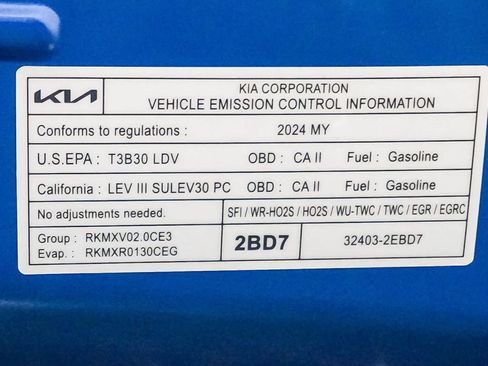 KIA
KIA CORPORATION
VEHICLE EMISSION CONTROL INFORMATION
Conforms to regulations : 2024 MY
U.S.EPA : T3B30 LDV OBD : CA II Fuel : Gasoline
California : LEV III SULEV30 PC OBD : CA II Fuel : Gasoline
No adjustments needed. SFI / WR-HO2S / HO2S / WU-TWC / TWC / EGR / EGRC
Group : RKMXV02.0CE3
Evap. : RKMXR0130CEG
2BD7
32403-2EBD7